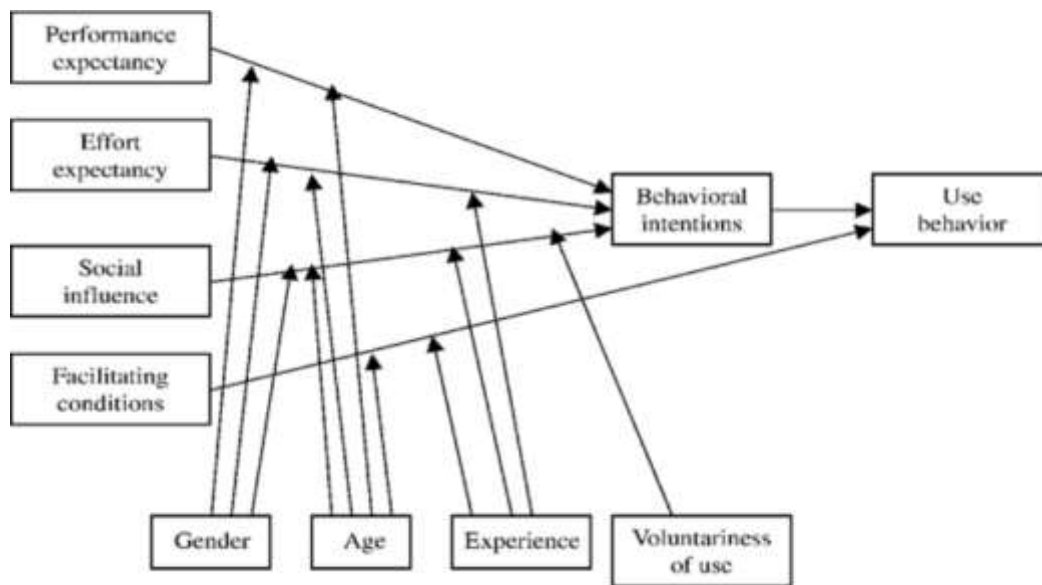 Performance
expectancy
Effort
expectancy
Social
influence
Facilitating
conditions
Behavioral
intentions
Use
behavior
Gender
Age
Experience
Voluntariness
of use